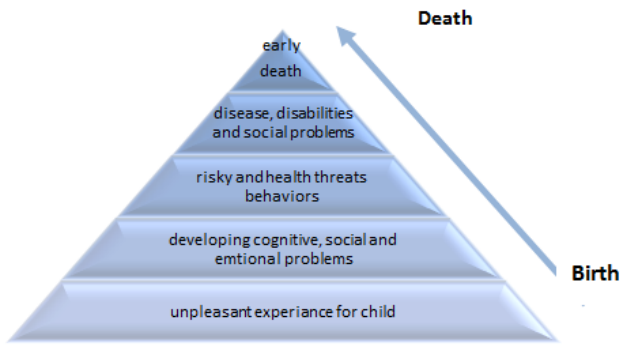 Death
early
death
disease, disabilities
and social problems
risky and health threats
behaviors
developing cognitive, social and
emtional problems
Birth
unpleasant experiance for child